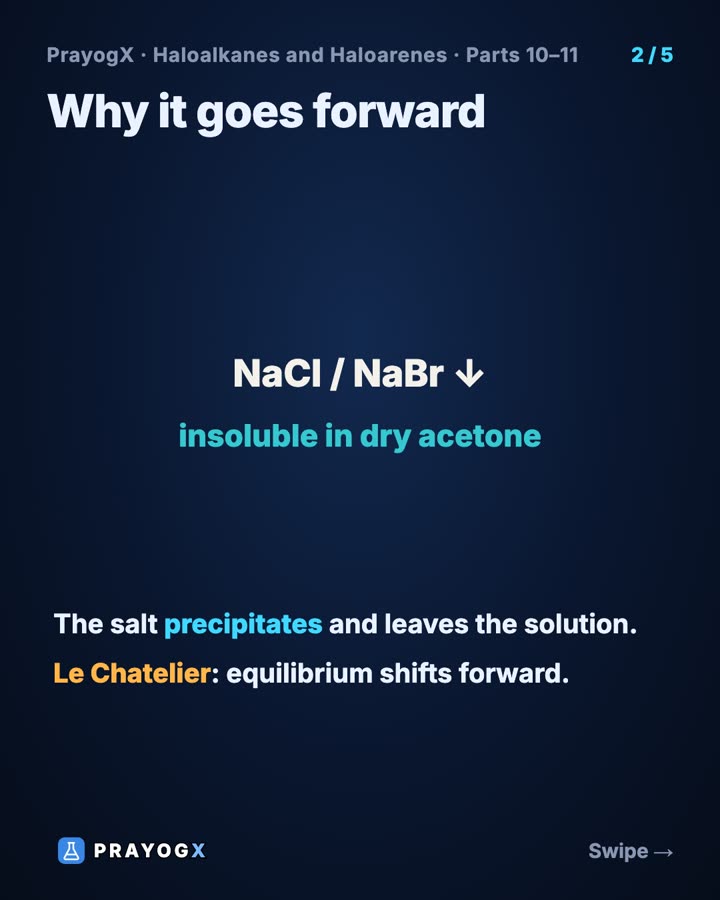 PrayogX · Haloalkanes and Haloarenes · Parts 10–11 2 / 5
Why it goes forward
NaCl / NaBr ↓
insoluble in dry acetone
The salt precipitates and leaves the solution.
Le Chatelier: equilibrium shifts forward.
PRAYOGX Swipe →